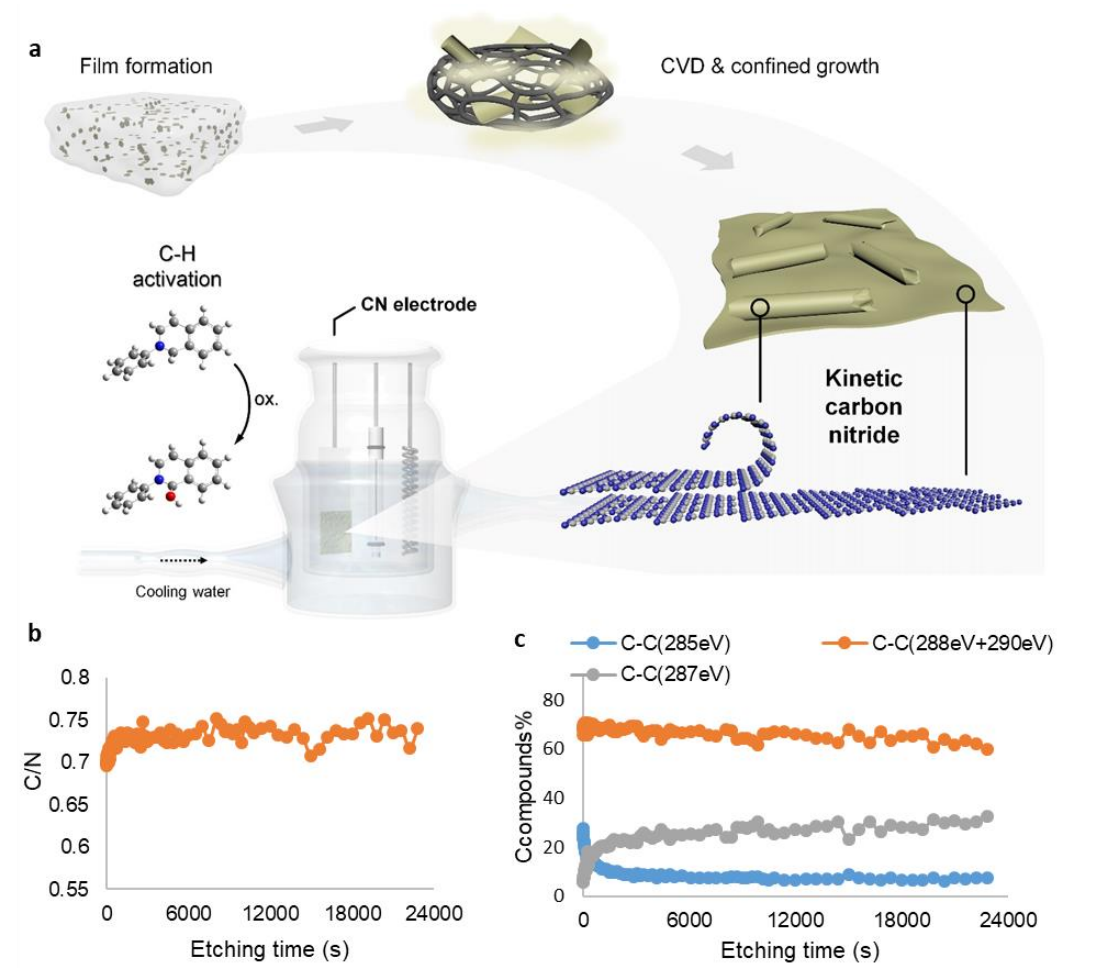 a
Film formation
CVD & confined growth
C-H
activation
ox.
CN electrode
Kinetic
carbon
nitride
Cooling water
b
0.8
0.75
0.7
0.65
0.6
0.55
C/N
0
6000
12000
18000
24000
Etching time (s)
c
C-C(285eV)
C-C(288eV+290eV)
C-C(287eV)
80
60
40
20
0
Ccompounds%
0
6000
12000
18000
24000
Etching time (s)